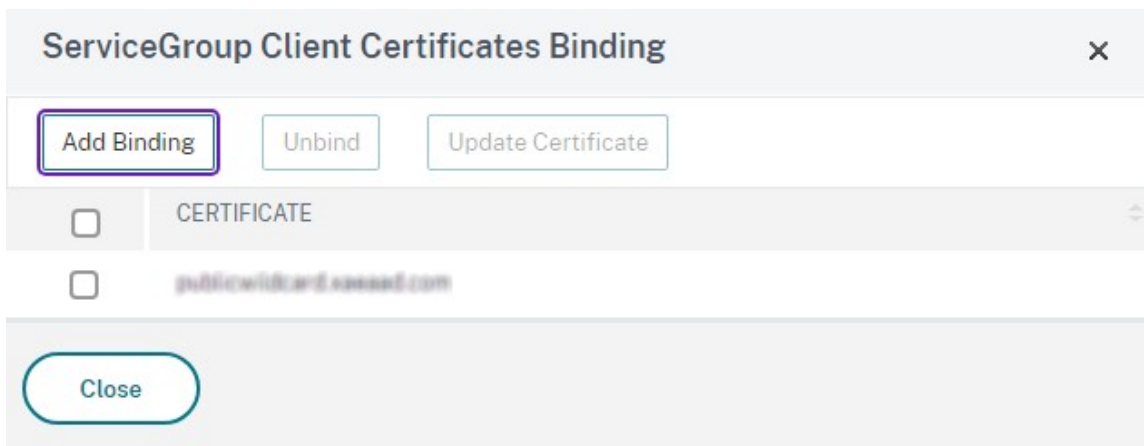 ServiceGroup Client Certificates Binding
Add Binding Unbind Update Certificate
CERTIFICATE
Close